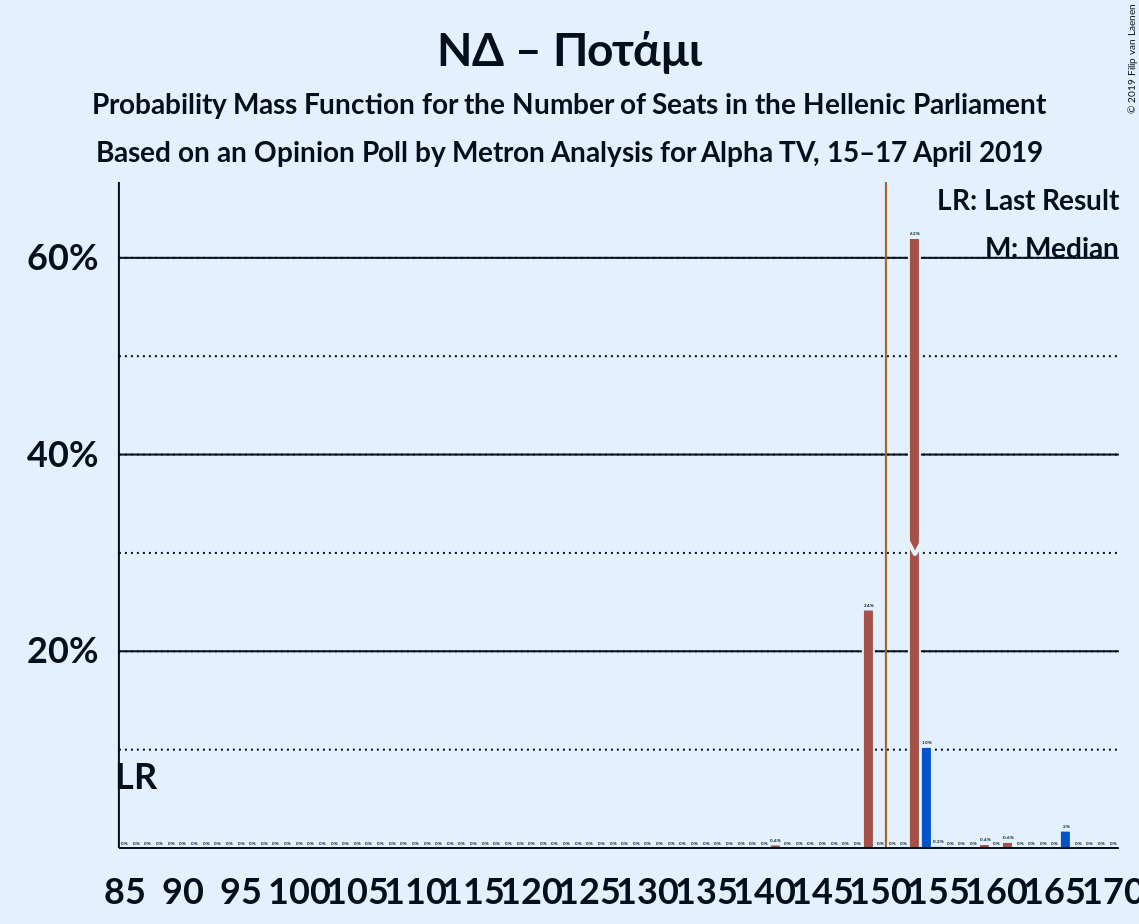 ΝΔ – Ποτάμι
Probability Mass Function for the Number of Seats in the Hellenic Parliament
Based on an Opinion Poll by Metron Analysis for Alpha TV, 15–17 April 2019
© 2019 Filip van Laenen
LR: Last Result
M: Median
60%
40%
20%
62%
24%
10%
2%
LR
85 90 95 100 105 110 115 120 125 130 135 140 145 150 155 160 165 170